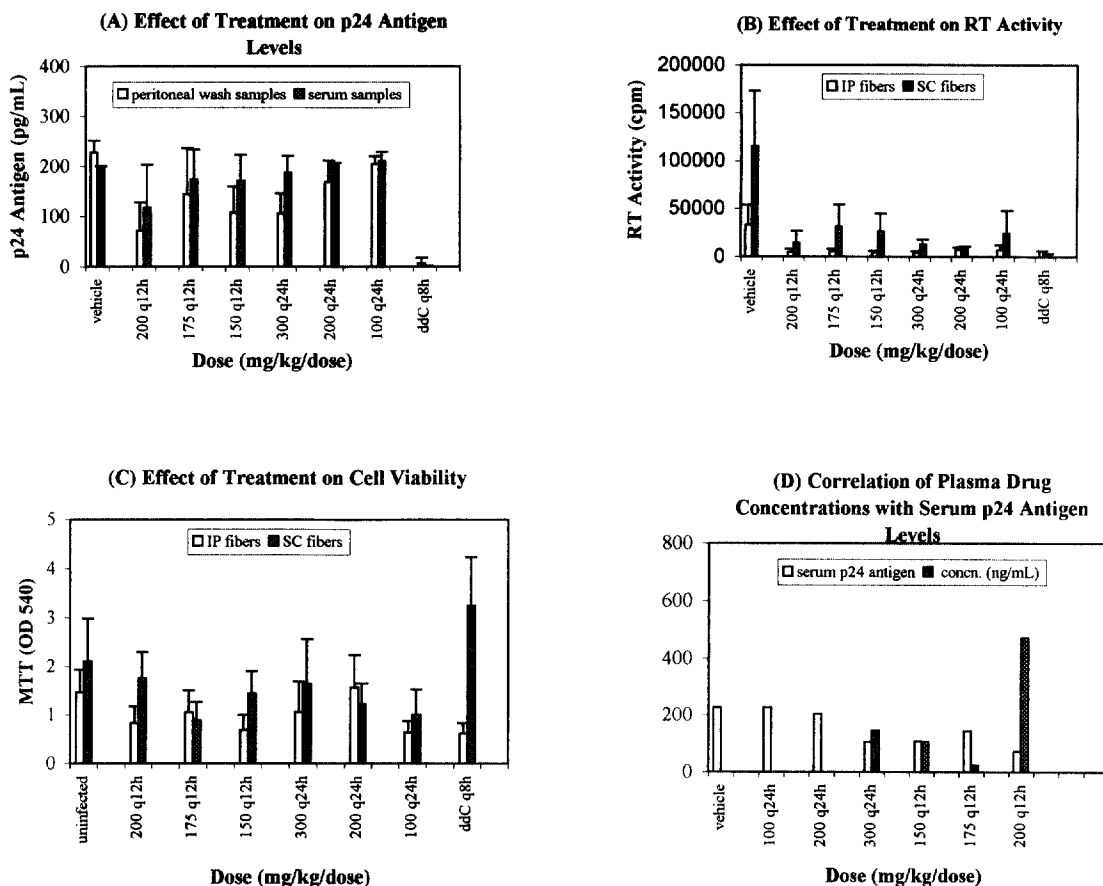 (A) Effect of Treatment on p24 Antigen
Levels
p24 Antigen (pg/mL)
400
300
200
100
0
peritoneal wash samples
serum samples
vehicle
200 q12h
175 q12h
150 q12h
300 q24h
200 q24h
100 q24h
ddC q8h
Dose (mg/kg/dose)
(B) Effect of Treatment on RT Activity
RT Activity (cpm)
200000
150000
100000
50000
0
IP fibers
SC fibers
vehicle
200 q12h
175 q12h
150 q12h
300 q24h
200 q24h
100 q24h
ddC q8h
Dose (mg/kg/dose)
(C) Effect of Treatment on Cell Viability
MTT (OD 540)
5
4
3
2
1
0
IP fibers
SC fibers
uninfected
200 q12h
175 q12h
150 q12h
300 q24h
200 q24h
100 q24h
ddC q8h
Dose (mg/kg/dose)
(D) Correlation of Plasma Drug
Concentrations with Serum p24 Antigen
Levels
800
600
400
200
0
serum p24 antigen
concn. (ng/mL)
vehicle
100 q24h
200 q24h
300 q24h
150 q12h
175 q12h
200 q12h
Dose (mg/kg/dose)